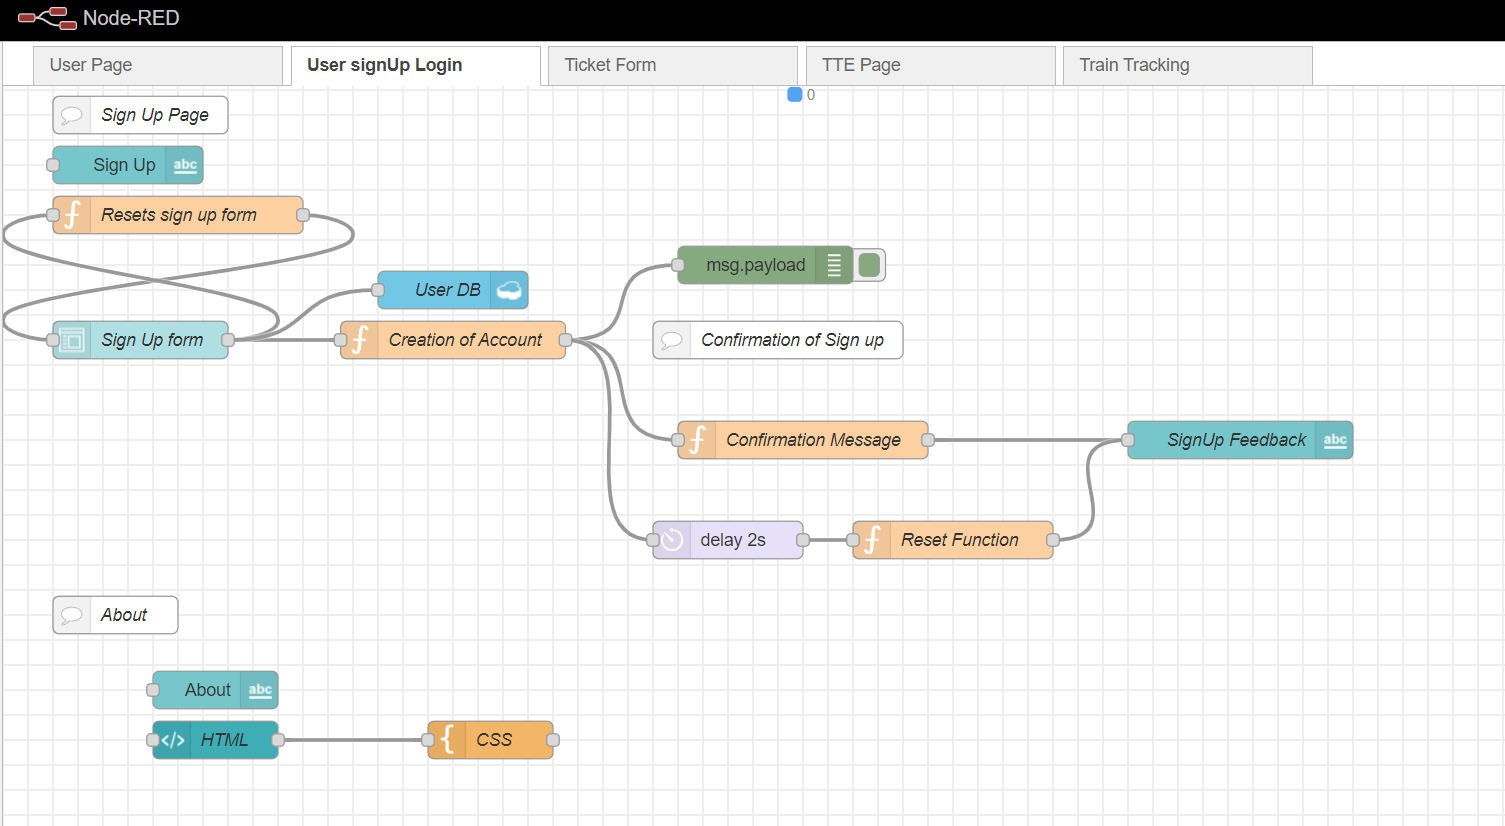 Node-RED
User Page
User signUp Login
Ticket Form
TTE Page
Train Tracking
0
Sign Up Page
Sign Up abc
Resets sign up form
msg.payload
User DB
Sign Up form
Creation of Account
Confirmation of Sign up
Confirmation Message
SignUp Feedback abc
delay 2s
Reset Function
About
About abc
</> HTML
{ CSS